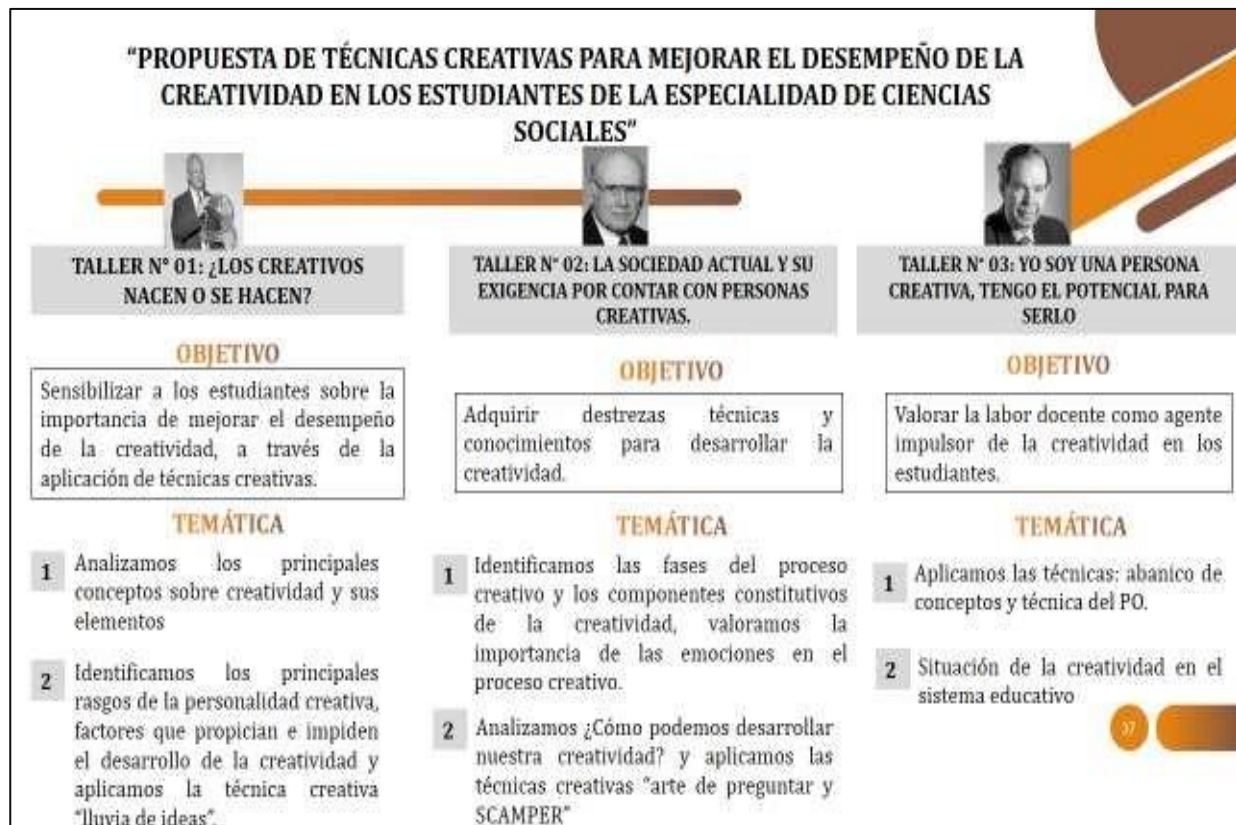 "PROPUESTA DE TÉCNICAS CREATIVAS PARA MEJORAR EL DESEMPEÑO DE LA
CREATIVIDAD EN LOS ESTUDIANTES DE LA ESPECIALIDAD DE CIENCIAS
SOCIALES"
TALLER N° 01: ¿LOS CREATIVOS
NACEN O SE HACEN?
OBJETIVO
Sensibilizar a los estudiantes sobre la
importancia de mejorar el desempeño
de la creatividad, a través de la
aplicación de técnicas creativas.
TEMÁTICA
1 Analizamos los principales
conceptos sobre creatividad y sus
elementos
2 Identificamos los principales
rasgos de la personalidad creativa,
factores que propician e impiden
el desarrollo de la creatividad y
aplicamos la técnica creativa
"lluvia de ideas".
TALLER N° 02: LA SOCIEDAD ACTUAL Y SU
EXIGENCIA POR CONTAR CON PERSONAS
CREATIVAS.
OBJETIVO
Adquirir destrezas técnicas y
conocimientos para desarrollar la
creatividad.
TEMÁTICA
1 Identificamos las fases del proceso
creativo y los componentes constitutivos
de la creatividad, valoramos la
importancia de las emociones en el
proceso creativo.
2 Analizamos ¿Cómo podemos desarrollar
nuestra creatividad? y aplicamos las
técnicas creativas "arte de preguntar y
SCAMPER"
TALLER N° 03: YO SOY UNA PERSONA
CREATIVA, TENGO EL POTENCIAL PARA
SERLO
OBJETIVO
Valorar la labor docente como agente
impulsor de la creatividad en los
estudiantes.
TEMÁTICA
1 Aplicamos las técnicas: abanico de
conceptos y técnica del PO.
2 Situación de la creatividad en el
sistema educativo
37